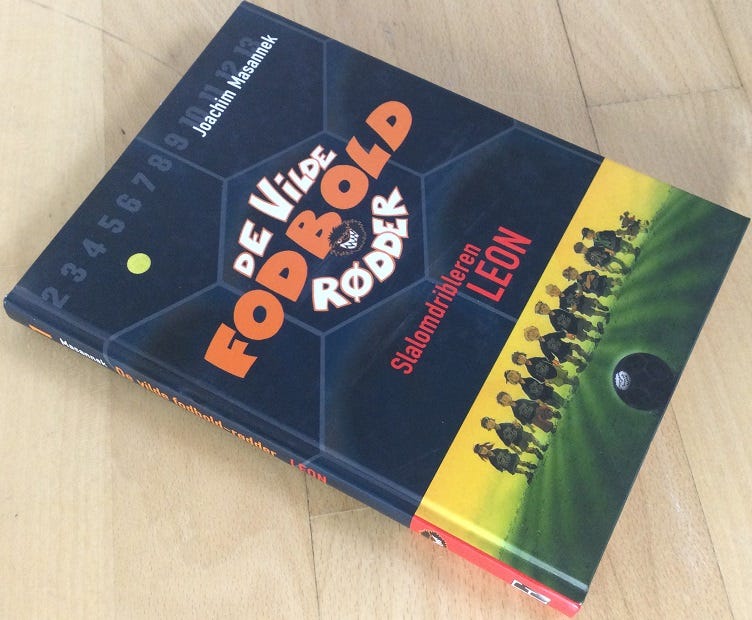 2 3 4 5 6 7 8 9 10 11 12 13
Joachim Masannek
DE VILDE
FODBOLD
RØDDER
Slalomdribleren
LEON
1 Masannek De vilde fodbold-rødder LEON